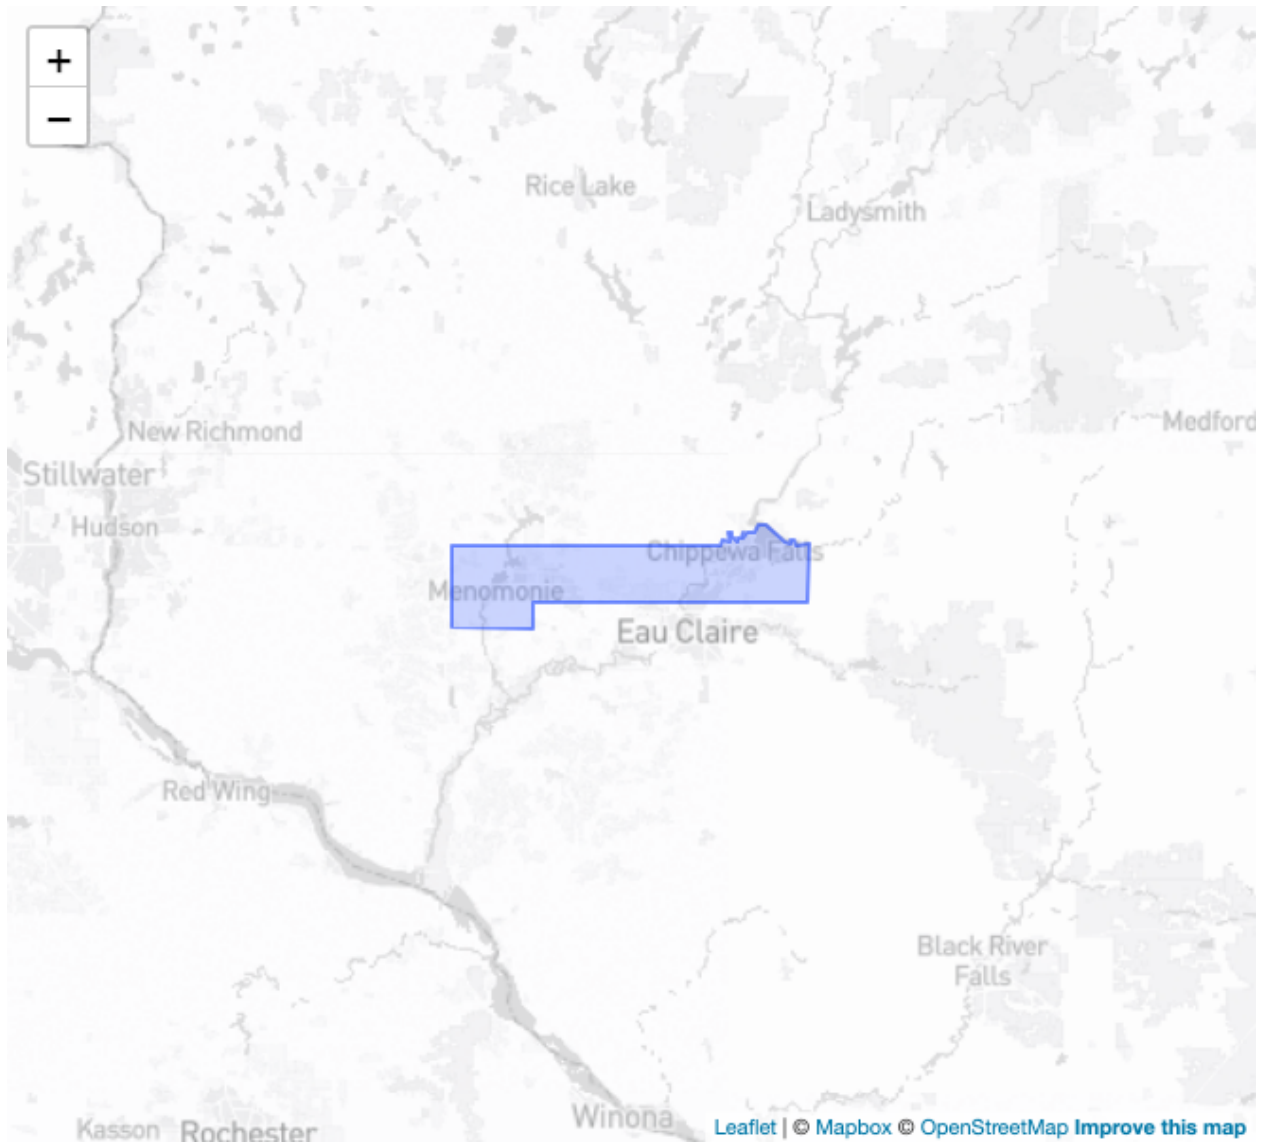 +
−
Rice Lake
Ladysmith
New Richmond
Medford
Stillwater
Hudson
Chippewa Falls
Menomonie
Eau Claire
Red Wing
Black River
Falls
Winona
Kasson
Rochester
Leaflet | © Mapbox © OpenStreetMap Improve this map